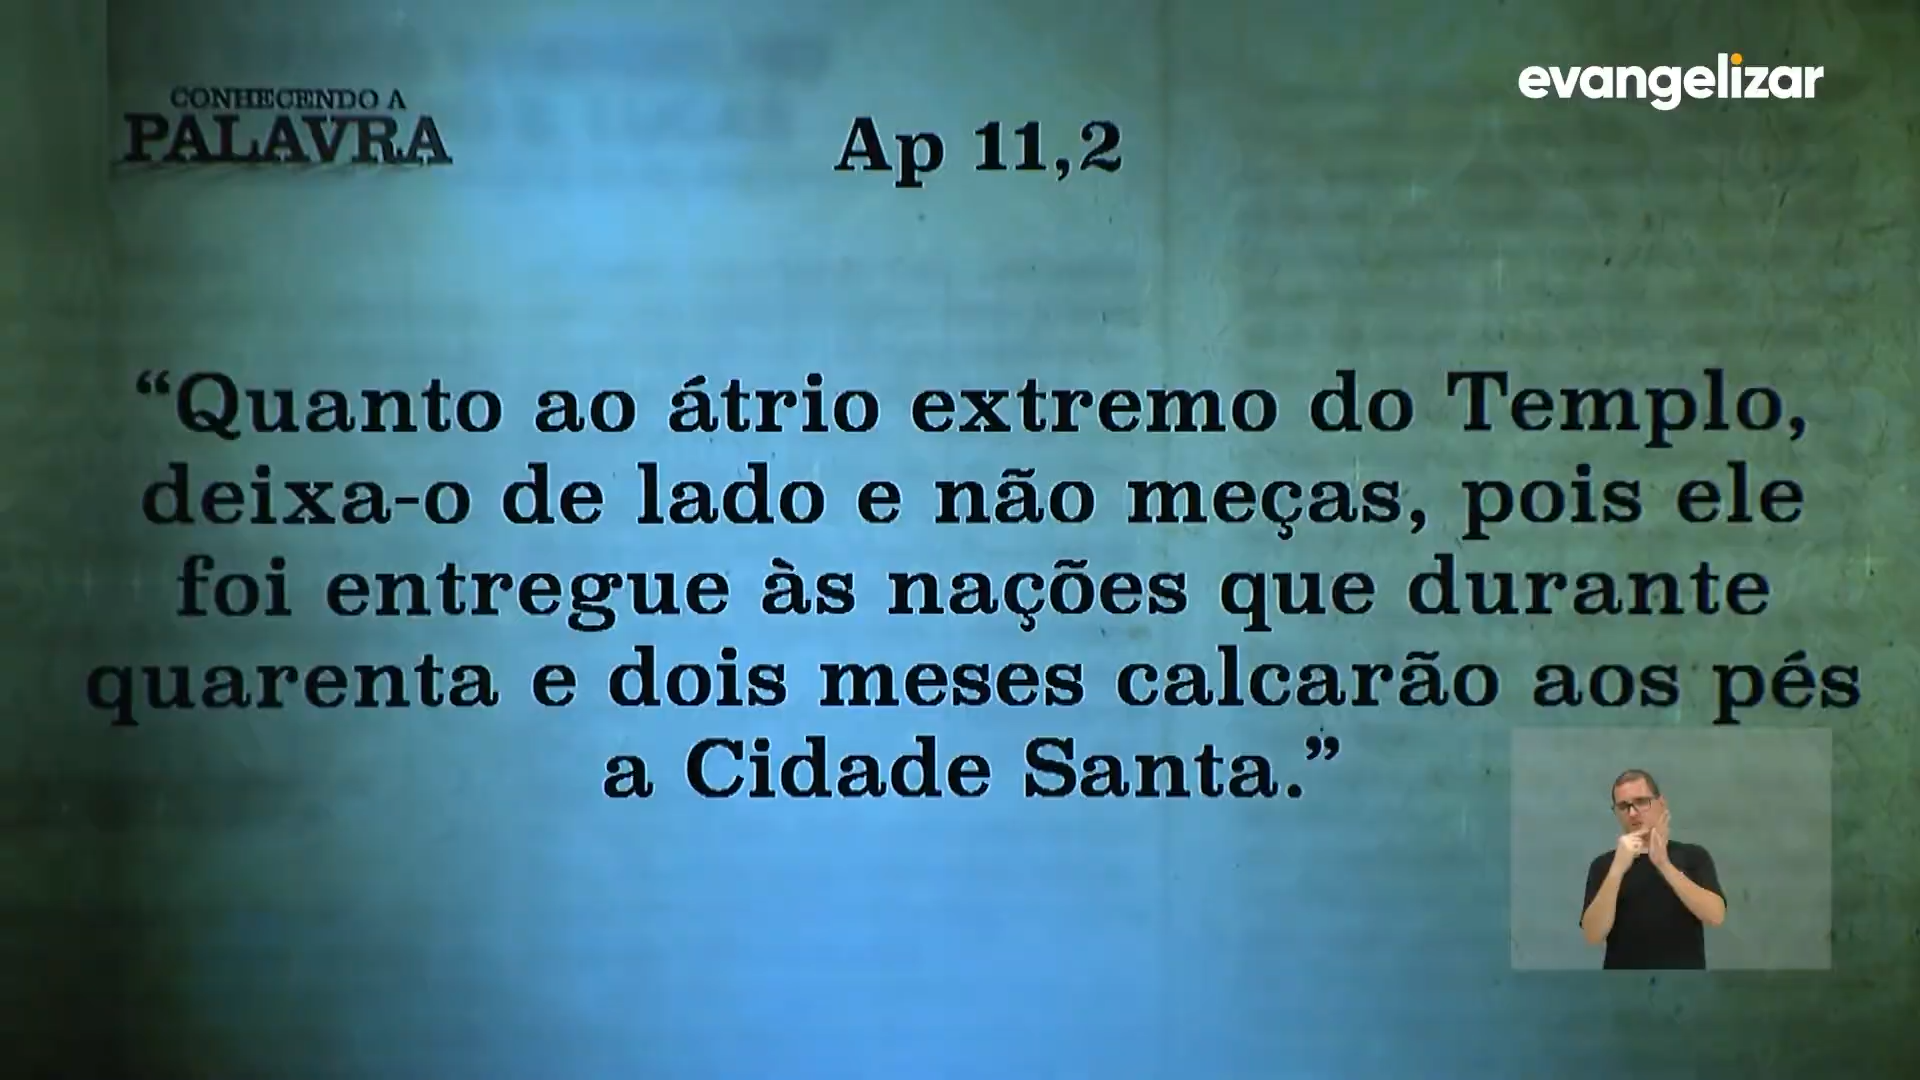 CONHECENDO A
PALAVRA
evangelizar
Ap 11,2
“Quanto ao átrio extremo do Templo,
deixa-o de lado e não meças, pois ele
foi entregue às nações que durante
quarenta e dois meses calcarão aos pés
a Cidade Santa.”